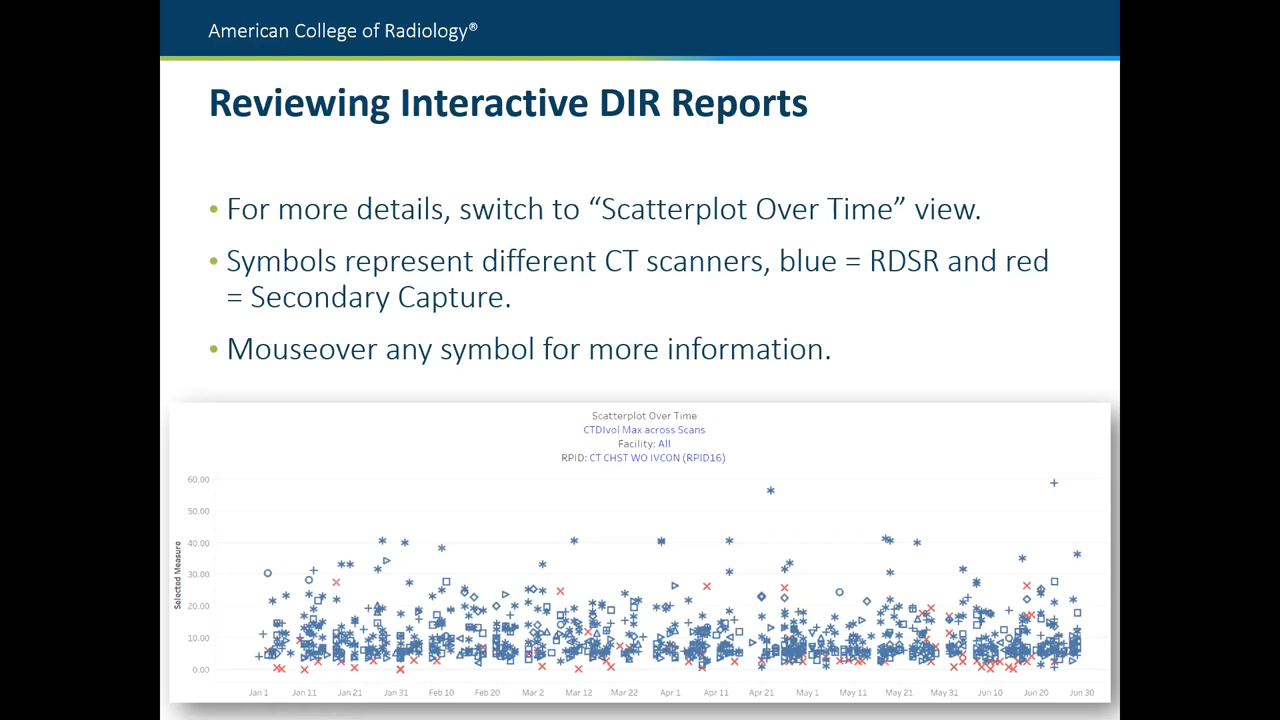 American College of Radiology®
Reviewing Interactive DIR Reports
• For more details, switch to “Scatterplot Over Time” view.
• Symbols represent different CT scanners, blue = RDSR and red
= Secondary Capture.
• Mouseover any symbol for more information.
Scatterplot Over Time
CTDIvol Max across Scans
Facility: All
RPID: CT CHST WO IVCON (RPID16)
Selected Measure
60.00
50.00
40.00
30.00
20.00
10.00
0.00
Jan 1 Jan 11 Jan 21 Jan 31 Feb 10 Feb 20 Mar 2 Mar 12 Mar 22 Apr 1 Apr 11 Apr 21 May 1 May 11 May 21 May 31 Jun 10 Jun 20 Jun 30